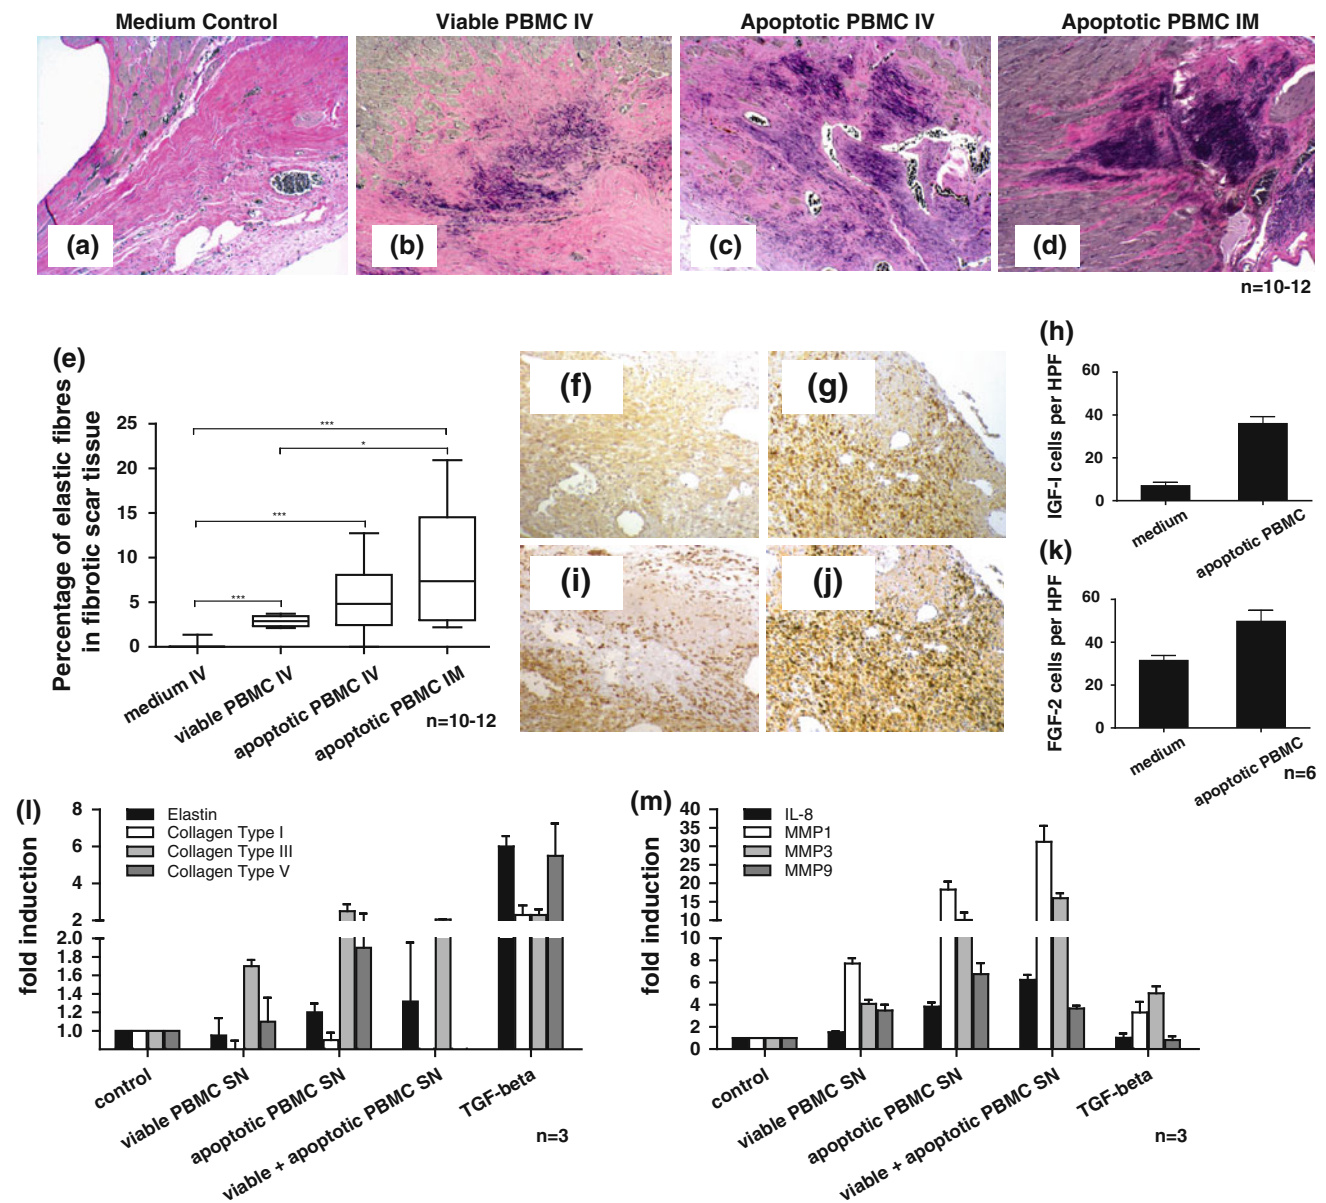 Medium Control
Viable PBMC IV
Apoptotic PBMC IV
Apoptotic PBMC IM
(a)
(b)
(c)
(d)
n=10-12
(e)
Percentage of elastic fibres
in fibrotic scar tissue
25
20
15
10
5
0
***
*
***
***
medium IV
viable PBMC IV
apoptotic PBMC IV
apoptotic PBMC IM
n=10-12
(f)
(g)
(i)
(j)
(h)
IGF-I cells per HPF
60
40
20
0
medium
apoptotic PBMC
(k)
FGF-2 cells per HPF
60
40
20
0
medium
apoptotic PBMC
n=6
(l)
fold induction
8
6
4
2
2.0
1.8
1.6
1.4
1.2
1.0
Elastin
Collagen Type I
Collagen Type III
Collagen Type V
control
viable PBMC SN
apoptotic PBMC SN
viable + apoptotic PBMC SN
TGF-beta
n=3
(m)
fold induction
40
35
30
25
20
15
10
10
8
6
4
2
0
IL-8
MMP1
MMP3
MMP9
control
viable PBMC SN
apoptotic PBMC SN
viable + apoptotic PBMC SN
TGF-beta
n=3